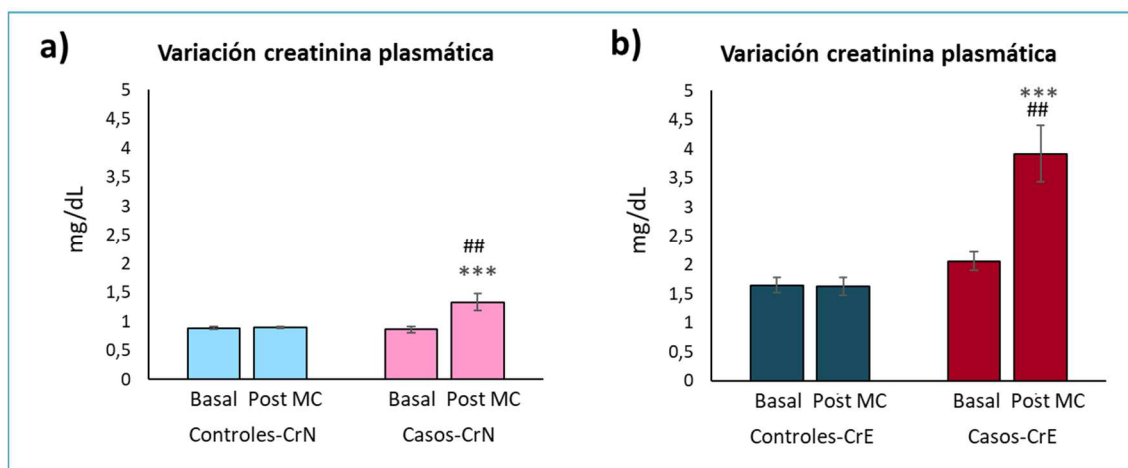 a)
Variación creatinina plasmática
5
4,5
4
3,5
3
2,5
2
1,5
1
0,5
0
mg/dL
##
***
Basal Post MC Basal Post MC
Controles-CrN Casos-CrN
b)
Variación creatinina plasmática
5
4,5
4
3,5
3
2,5
2
1,5
1
0,5
0
mg/dL
***
##
Basal Post MC Basal Post MC
Controles-CrE Casos-CrE